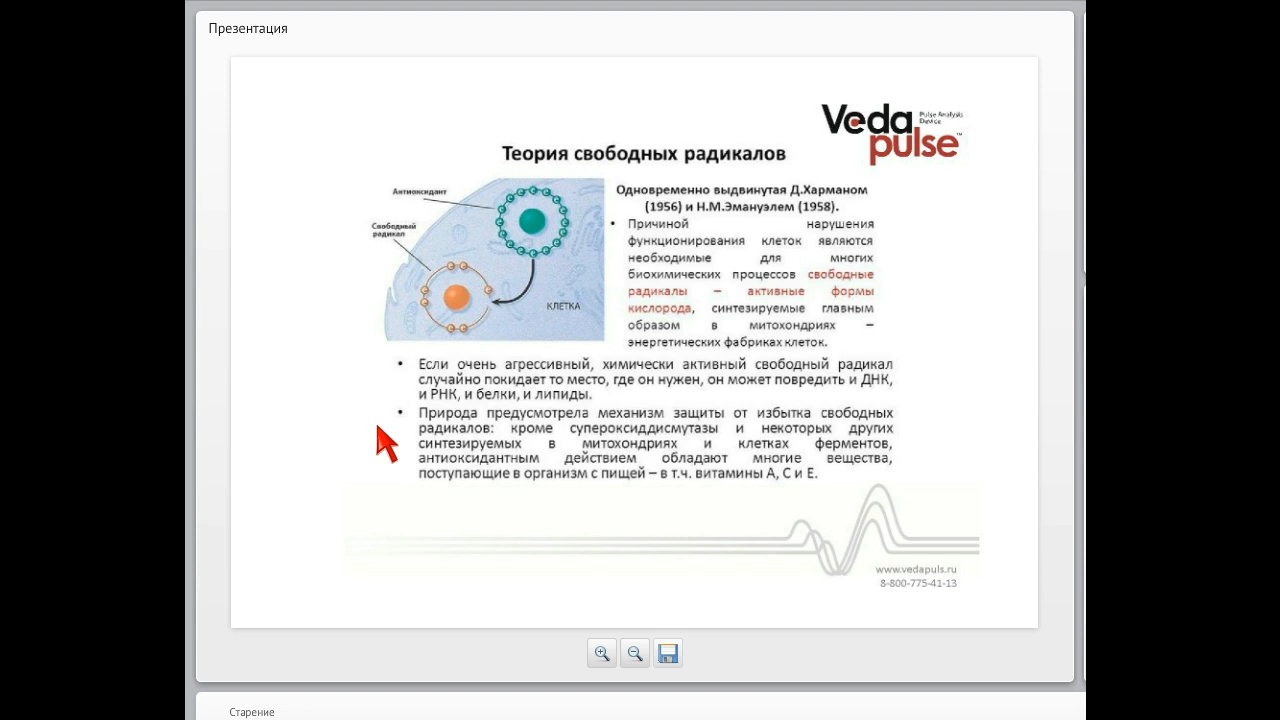 Презентация
Veda
Pulse Analysis
Device
pulse™
Теория свободных радикалов
Антиоксидант
Свободный
радикал
КЛЕТКА
Одновременно выдвинутая Д.Харманом
(1956) и Н.М.Эмануэлем (1958).
• Причиной нарушения
функционирования клеток являются
необходимые для многих
биохимических процессов свободные
радикалы – активные формы
кислорода, синтезируемые главным
образом в митохондриях –
энергетических фабриках клеток.
• Если очень агрессивный, химически активный свободный радикал
случайно покидает то место, где он нужен, он может повредить и ДНК,
и РНК, и белки, и липиды.
• Природа предусмотрела механизм защиты от избытка свободных
радикалов: кроме супероксиддисмутазы и некоторых других
синтезируемых в митохондриях и клетках ферментов,
антиоксидантным действием обладают многие вещества,
поступающие в организм с пищей – в т.ч. витамины А, С и Е.
www.vedapuls.ru
8-800-775-41-13
Старение